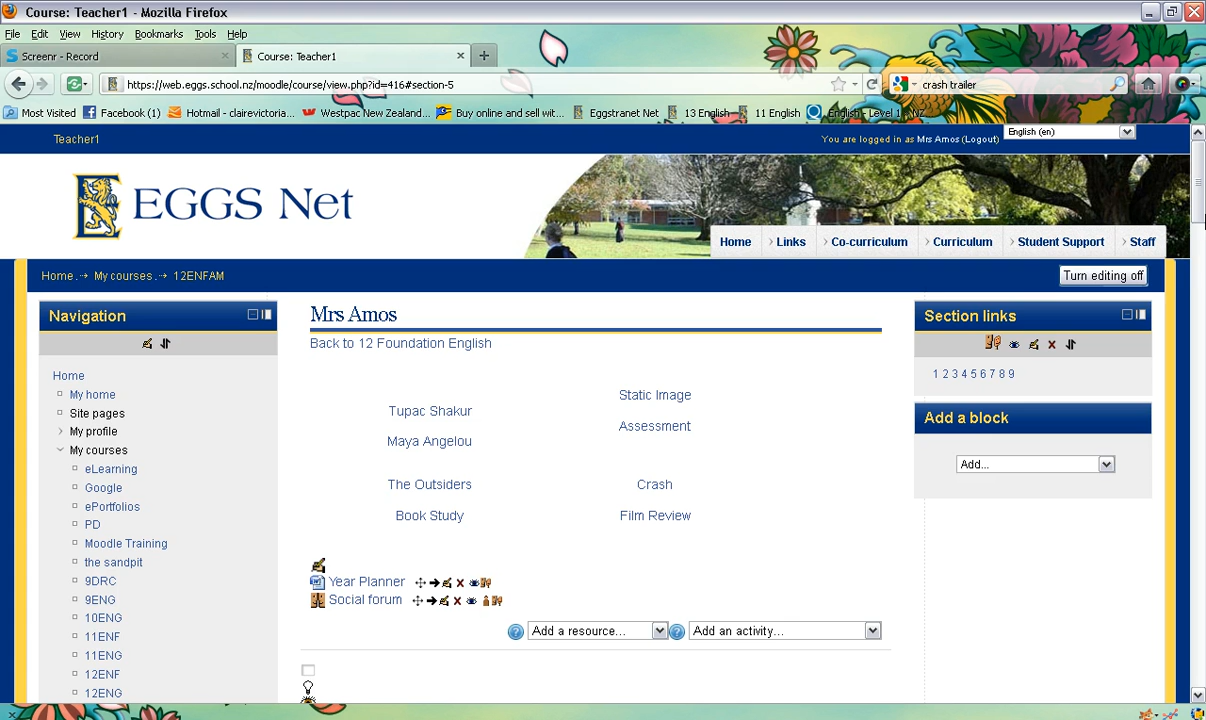 Course: Teacher1 - Mozilla Firefox
File Edit View History Bookmarks Tools Help
Screenr - Record
Course: Teacher1
https://web.eggs.school.nz/moodle/course/view.php?id=416#section-5
crash trailer
Most Visited Facebook (1) Hotmail - clairevictoria... Westpac New Zealand... Buy online and sell wit... Eggstranet Net 13 English 11 English English - Level
Teacher1
You are logged in as Mrs Amos (Logout)
English (en)
EGGS Net
Home Links Co-curriculum Curriculum Student Support Staff
Home My courses 12ENFAM
Turn editing off
Navigation
Home
My home
Site pages
My profile
My courses
eLearning
Google
ePortfolios
PD
Moodle Training
the sandpit
9DRC
9ENG
10ENG
11ENF
11ENG
12ENF
12ENG
Mrs Amos
Back to 12 Foundation English
Static Image
Tupac Shakur
Assessment
Maya Angelou
The Outsiders
Crash
Book Study
Film Review
Year Planner
Social forum
Add a resource...
Add an activity...
Section links
1 2 3 4 5 6 7 8 9
Add a block
Add...